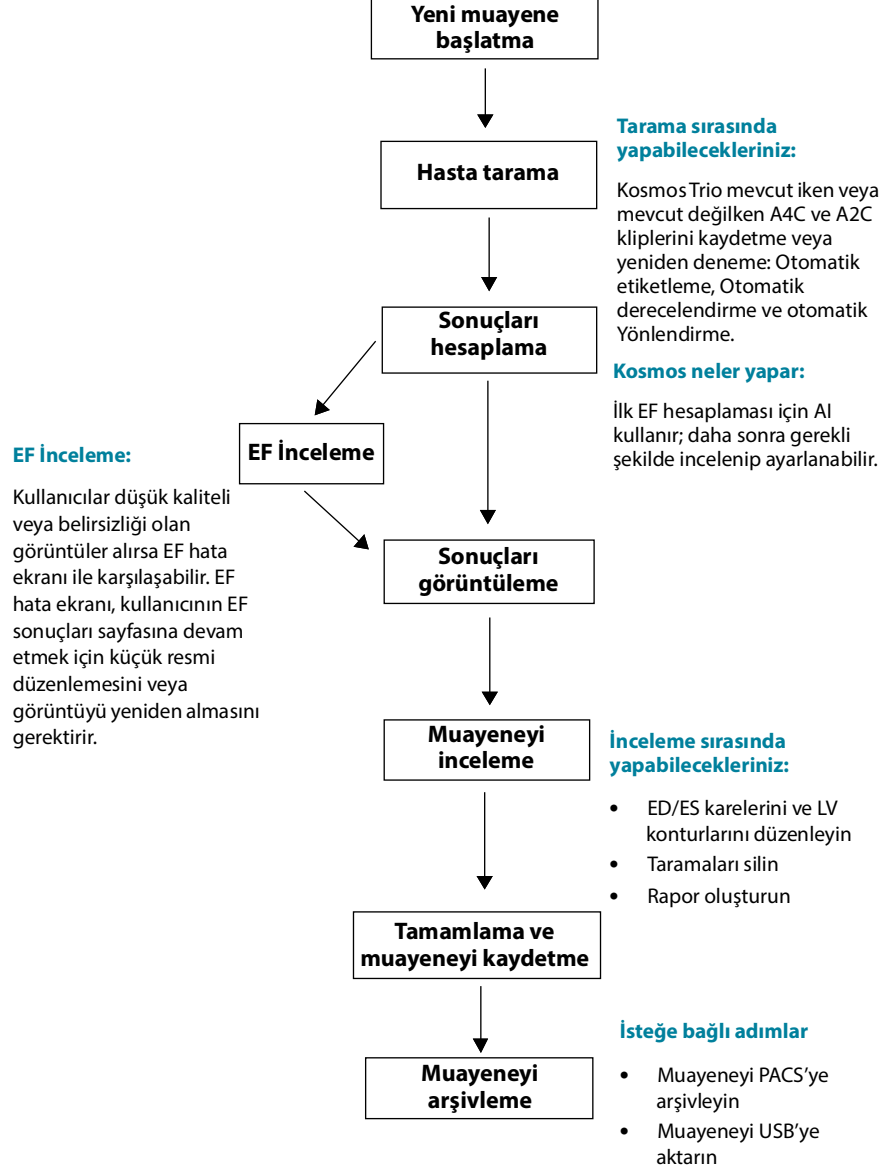 Yeni muayene
başlatma
Hasta tarama
Tarama sırasında
yapabilecekleriniz:
Kosmos Trio mevcut iken veya
mevcut değilken A4C ve A2C
kliplerini kaydetme veya
yeniden deneme: Otomatik
etiketleme, Otomatik
derecelendirme ve otomatik
Yönlendirme.
Sonuçları
hesaplama
Kosmos neler yapar:
İlk EF hesaplaması için AI
kullanır; daha sonra gerekli
şekilde incelenip ayarlanabilir.
EF İnceleme
EF İnceleme:
Kullanıcılar düşük kaliteli
veya belirsizliği olan
görüntüler alırsa EF hata
ekranı ile karşılaşabilir. EF
hata ekranı, kullanıcının EF
sonuçları sayfasına devam
etmek için küçük resmi
düzenlemesini veya
görüntüyü yeniden almasını
gerektirir.
Sonuçları
görüntüleme
Muayeneyi
inceleme
İnceleme sırasında
yapabilecekleriniz:
• ED/ES karelerini ve LV
konturlarını düzenleyin
• Taramaları silin
• Rapor oluşturun
Tamamlama ve
muayeneyi kaydetme
Muayeneyi
arşivleme
İsteğe bağlı adımlar
• Muayeneyi PACS’ye
arşivleyin
• Muayeneyi USB’ye
aktarın